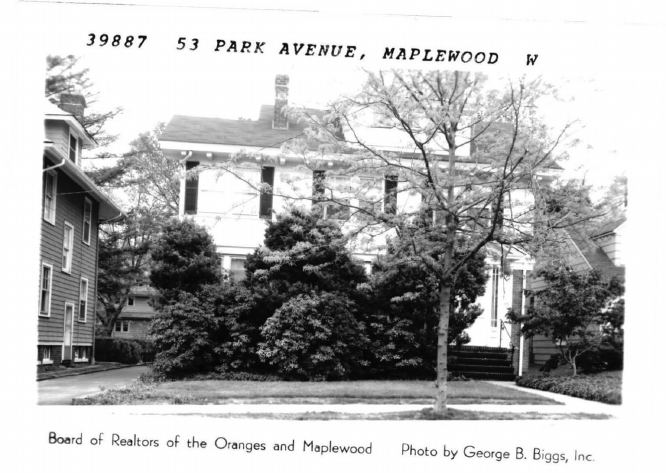 39887 53 PARK AVENUE, MAPLEWOOD W
Board of Realtors of the Oranges and Maplewood Photo by George B. Biggs, Inc.